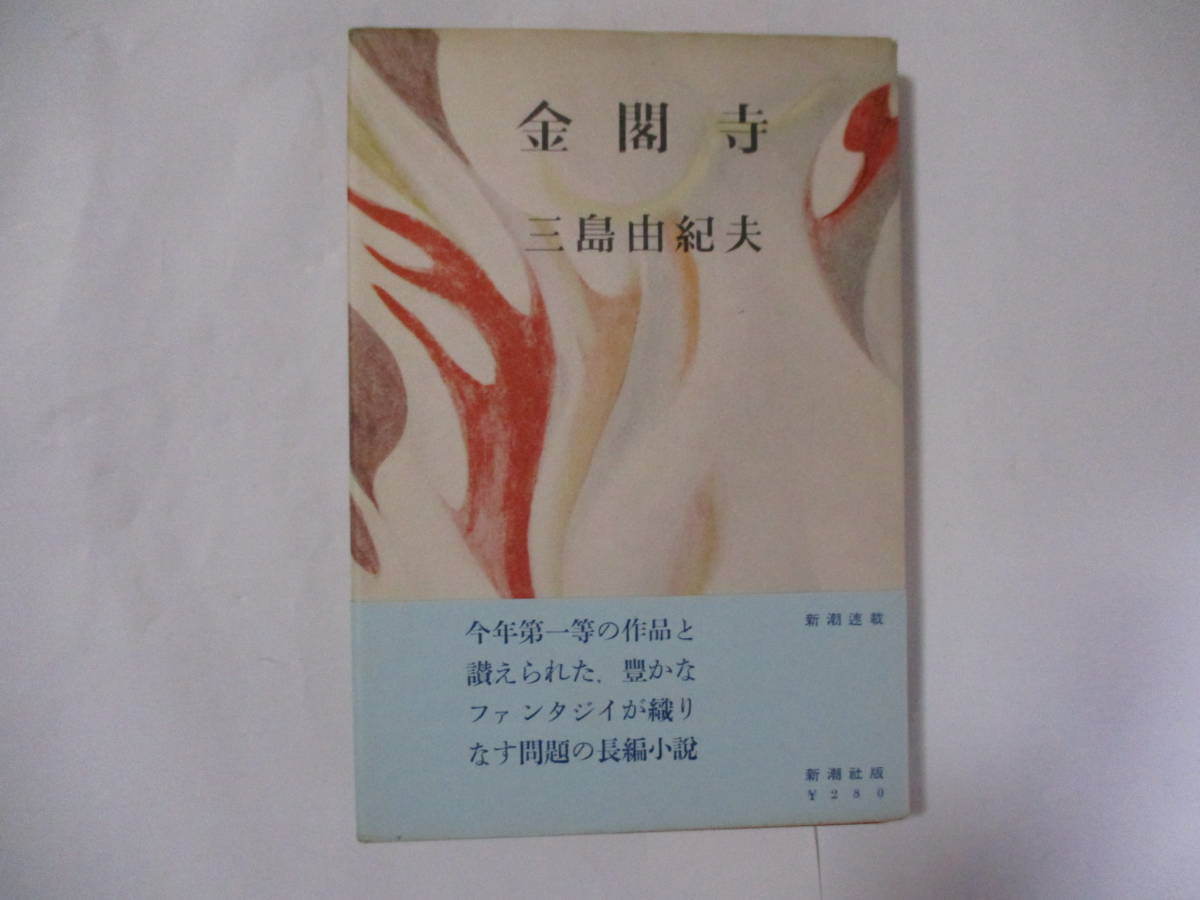 金閣寺
三島由紀夫
今年第一等の作品と
讃えられた、豊かな
ファンタジイが織り
なす問題の長編小說
新潮連載
新潮社版
¥280